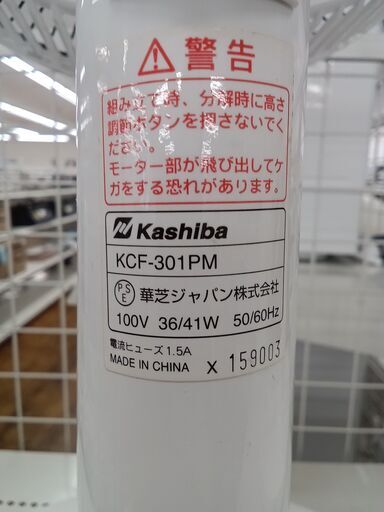 ⚠警告
組み立て時、分解時に高さ
調節ボタンを押さないでく
ださい。
モーター部が飛び出してケ
ガをする恐れがあります。
Kashiba
KCF-301PM
PSE 華芝ジャパン株式会社
100V 36/41W 50/60Hz
電流ヒューズ1.5A
MADE IN CHINA X 159003